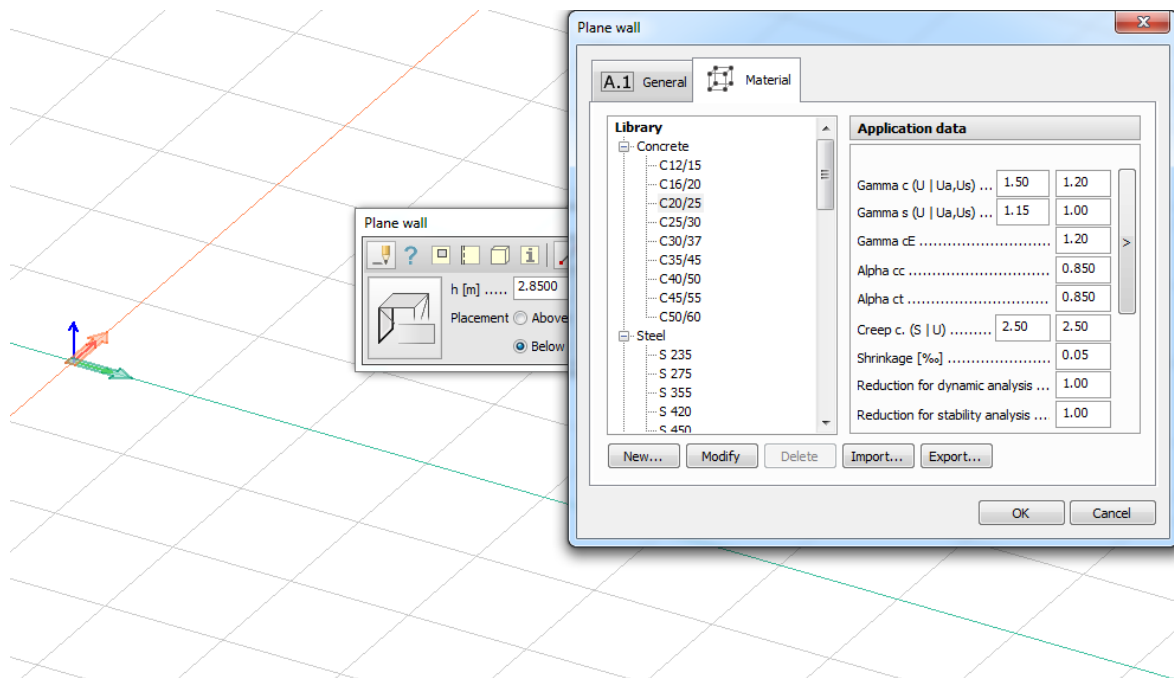 Plane wall
A.1 General
Material
Library
Concrete
C12/15
C16/20
C20/25
C25/30
C30/37
C35/45
C40/50
C45/55
C50/60
Steel
S 235
S 275
S 355
S 420
S 450
Application data
Gamma c (U | Ua,Us) ... 1.50 1.20
Gamma s (U | Ua,Us) ... 1.15 1.00
Gamma cE ........................... 1.20
Alpha cc ............................. 0.850
Alpha ct .............................. 0.850
Creep c. (S | U) ......... 2.50 2.50
Shrinkage [‰] ...................... 0.05
Reduction for dynamic analysis ... 1.00
Reduction for stability analysis ... 1.00
>
New... Modify Delete Import... Export...
OK Cancel
Plane wall
h [m] ..... 2.8500
Placement Above
Below